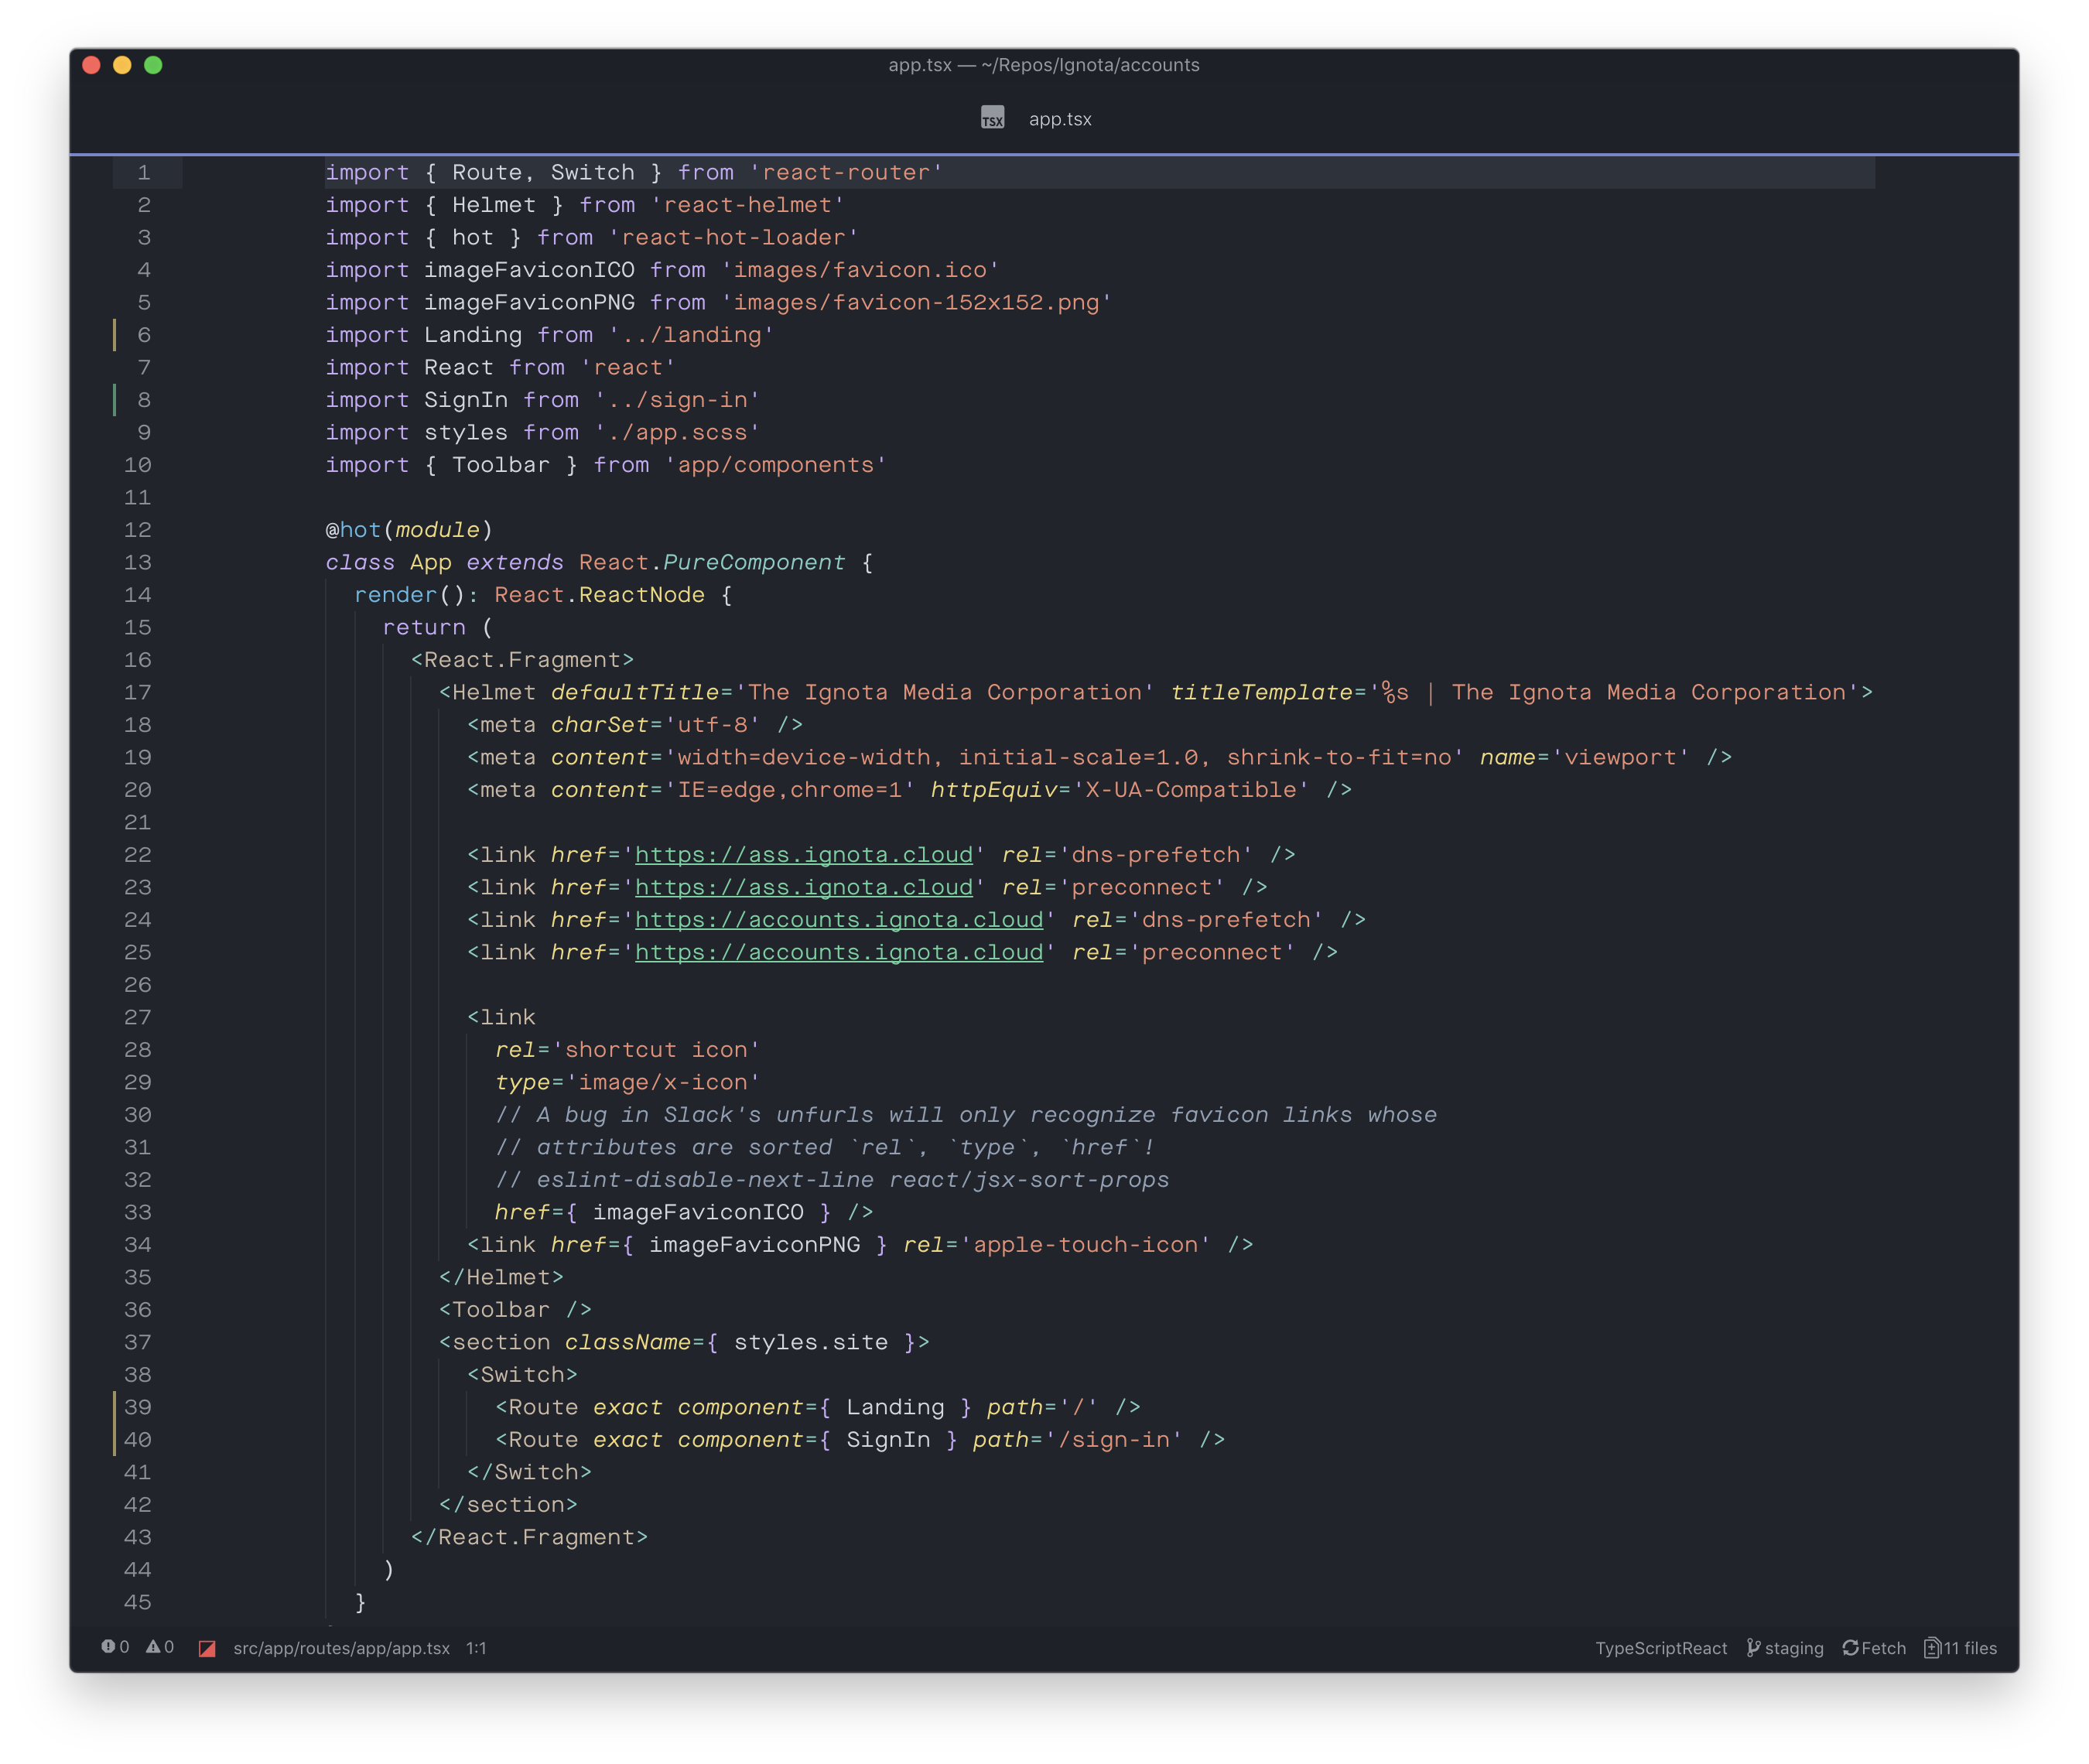 app.tsx — ~/Repos/Ignota/accounts
TSX app.tsx
1 import { Route, Switch } from 'react-router'
2 import { Helmet } from 'react-helmet'
3 import { hot } from 'react-hot-loader'
4 import imageFaviconICO from 'images/favicon.ico'
5 import imageFaviconPNG from 'images/favicon-152x152.png'
6 import Landing from '../landing'
7 import React from 'react'
8 import SignIn from '../sign-in'
9 import styles from './app.scss'
10 import { Toolbar } from 'app/components'
11
12 @hot(module)
13 class App extends React.PureComponent {
14   render(): React.ReactNode {
15     return (
16       <React.Fragment>
17         <Helmet defaultTitle='The Ignota Media Corporation' titleTemplate='%s | The Ignota Media Corporation'>
18           <meta charSet='utf-8' />
19           <meta content='width=device-width, initial-scale=1.0, shrink-to-fit=no' name='viewport' />
20           <meta content='IE=edge,chrome=1' httpEquiv='X-UA-Compatible' />
21
22           <link href='https://ass.ignota.cloud' rel='dns-prefetch' />
23           <link href='https://ass.ignota.cloud' rel='preconnect' />
24           <link href='https://accounts.ignota.cloud' rel='dns-prefetch' />
25           <link href='https://accounts.ignota.cloud' rel='preconnect' />
26
27           <link
28             rel='shortcut icon'
29             type='image/x-icon'
30             // A bug in Slack's unfurls will only recognize favicon links whose
31             // attributes are sorted `rel`, `type`, `href`!
32             // eslint-disable-next-line react/jsx-sort-props
33             href={ imageFaviconICO } />
34           <link href={ imageFaviconPNG } rel='apple-touch-icon' />
35         </Helmet>
36         <Toolbar />
37         <section className={ styles.site }>
38           <Switch>
39             <Route exact component={ Landing } path='/' />
40             <Route exact component={ SignIn } path='/sign-in' />
41           </Switch>
42         </section>
43       </React.Fragment>
44     )
45   }
0 0 src/app/routes/app/app.tsx 1:1 TypeScriptReact staging Fetch 11 files